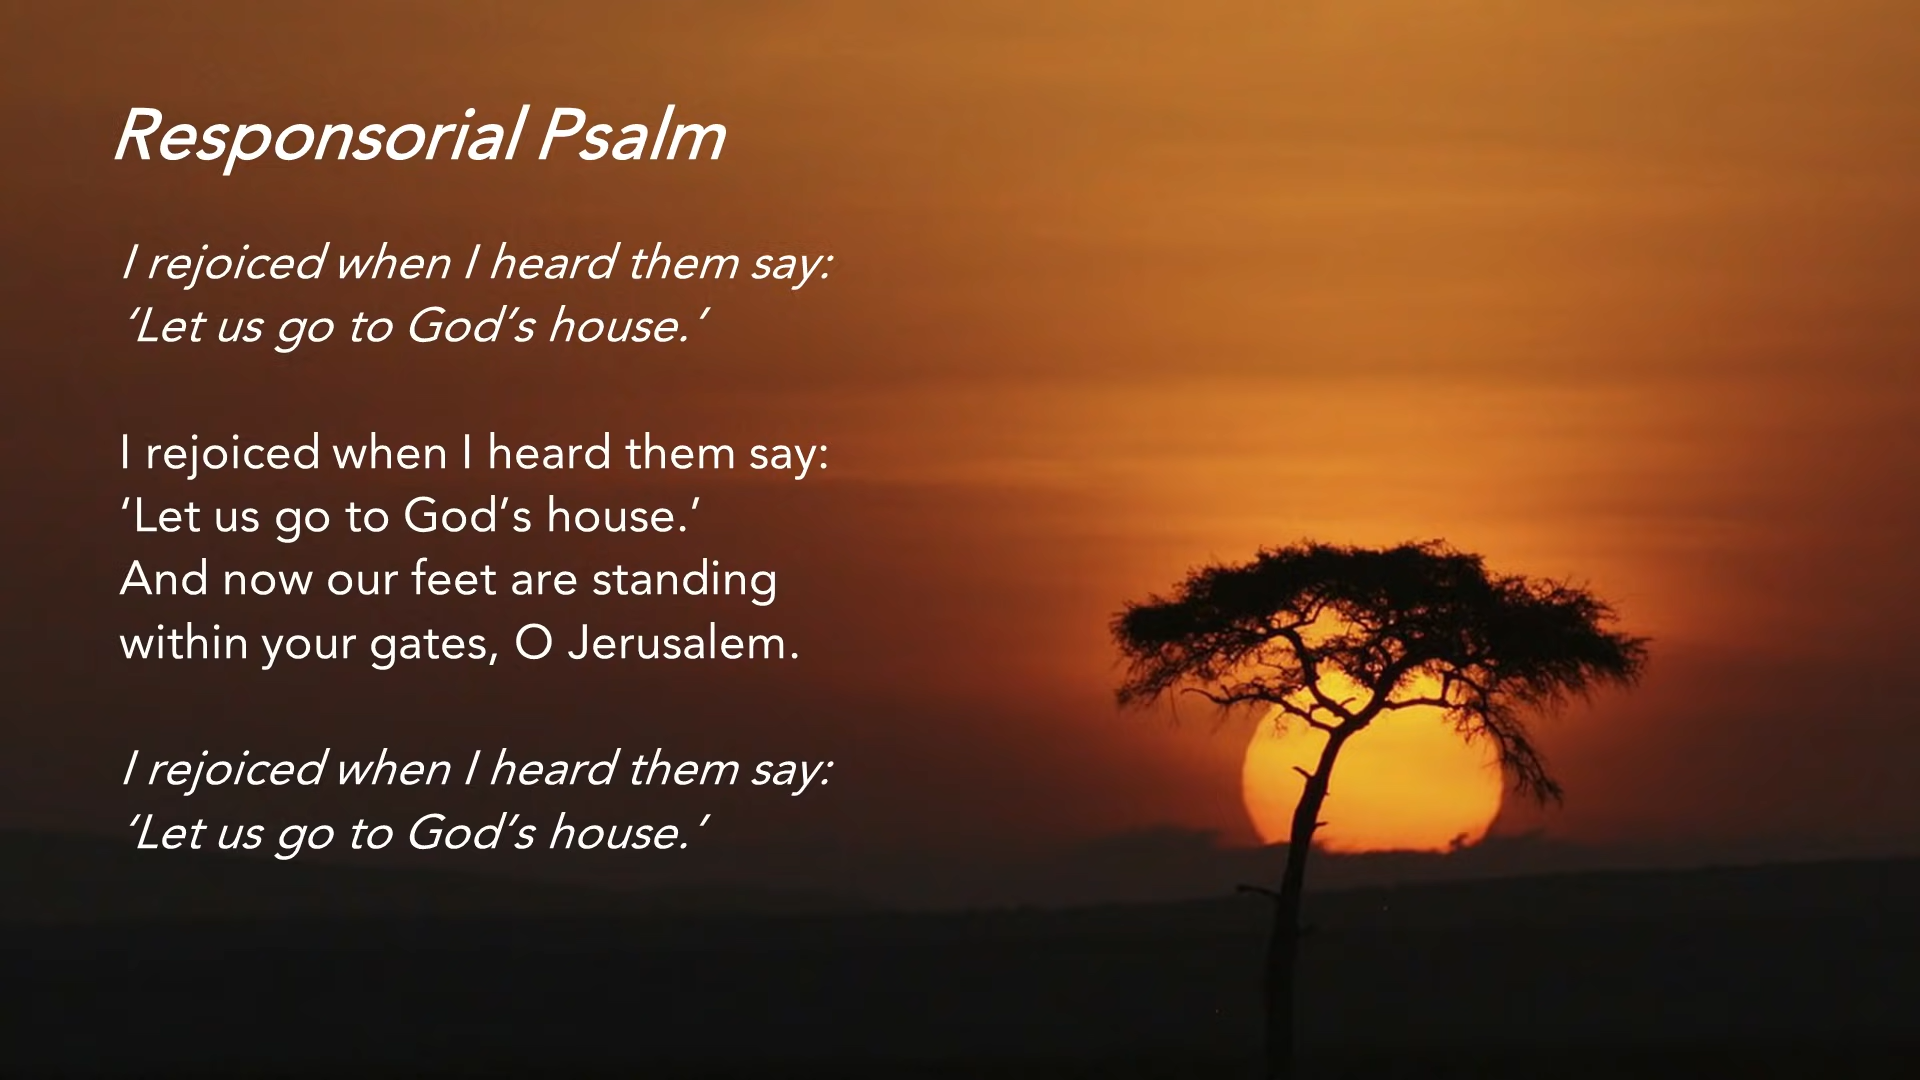 Responsorial Psalm
I rejoiced when I heard them say:
‘Let us go to God’s house.’
I rejoiced when I heard them say:
‘Let us go to God’s house.’
And now our feet are standing
within your gates, O Jerusalem.
I rejoiced when I heard them say:
‘Let us go to God’s house.’